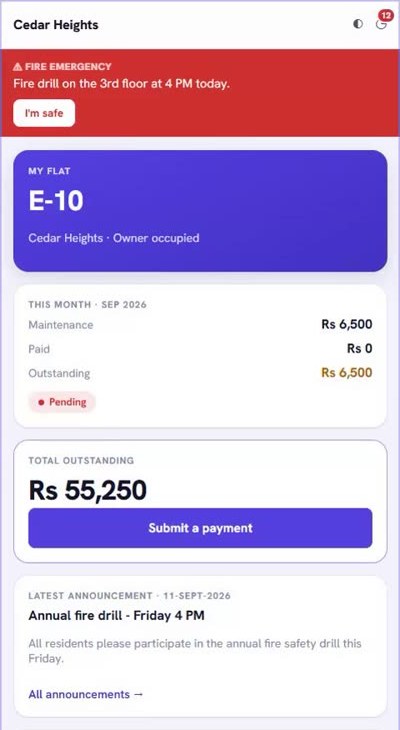 Cedar Heights
12
⚠ FIRE EMERGENCY
Fire drill on the 3rd floor at 4 PM today.
I'm safe
MY FLAT
E-10
Cedar Heights · Owner occupied
THIS MONTH · SEP 2026
Maintenance Rs 6,500
Paid Rs 0
Outstanding Rs 6,500
Pending
TOTAL OUTSTANDING
Rs 55,250
Submit a payment
LATEST ANNOUNCEMENT · 11-SEPT-2026
Annual fire drill - Friday 4 PM
All residents please participate in the annual fire safety drill this
Friday.
All announcements →